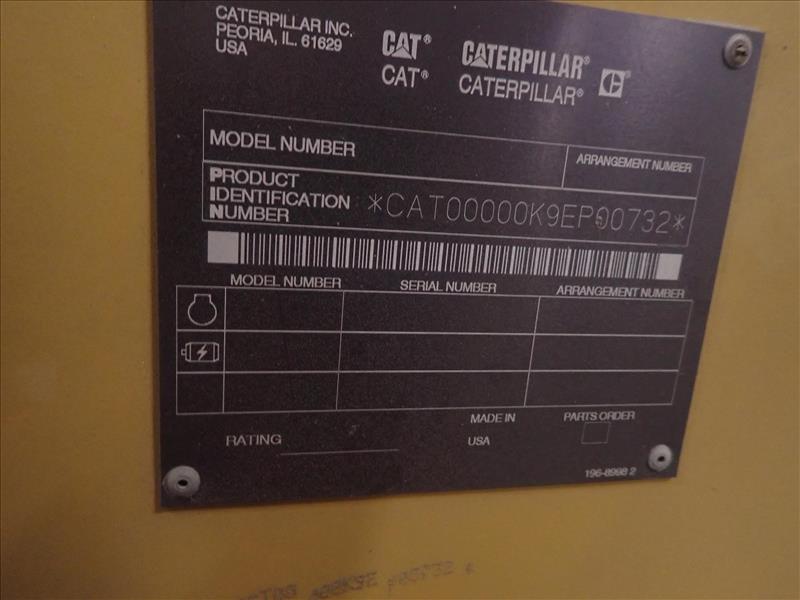 CATERPILLAR INC.
PEORIA, IL. 61629
USA
CAT® CATERPILLAR®
CAT® CATERPILLAR®
MODEL NUMBER ARRANGEMENT NUMBER
PRODUCT
IDENTIFICATION
NUMBER
*CAT00000K9EP00732*
MODEL NUMBER SERIAL NUMBER ARRANGEMENT NUMBER
RATING
MADE IN
USA
PARTS ORDER
196-8998 2